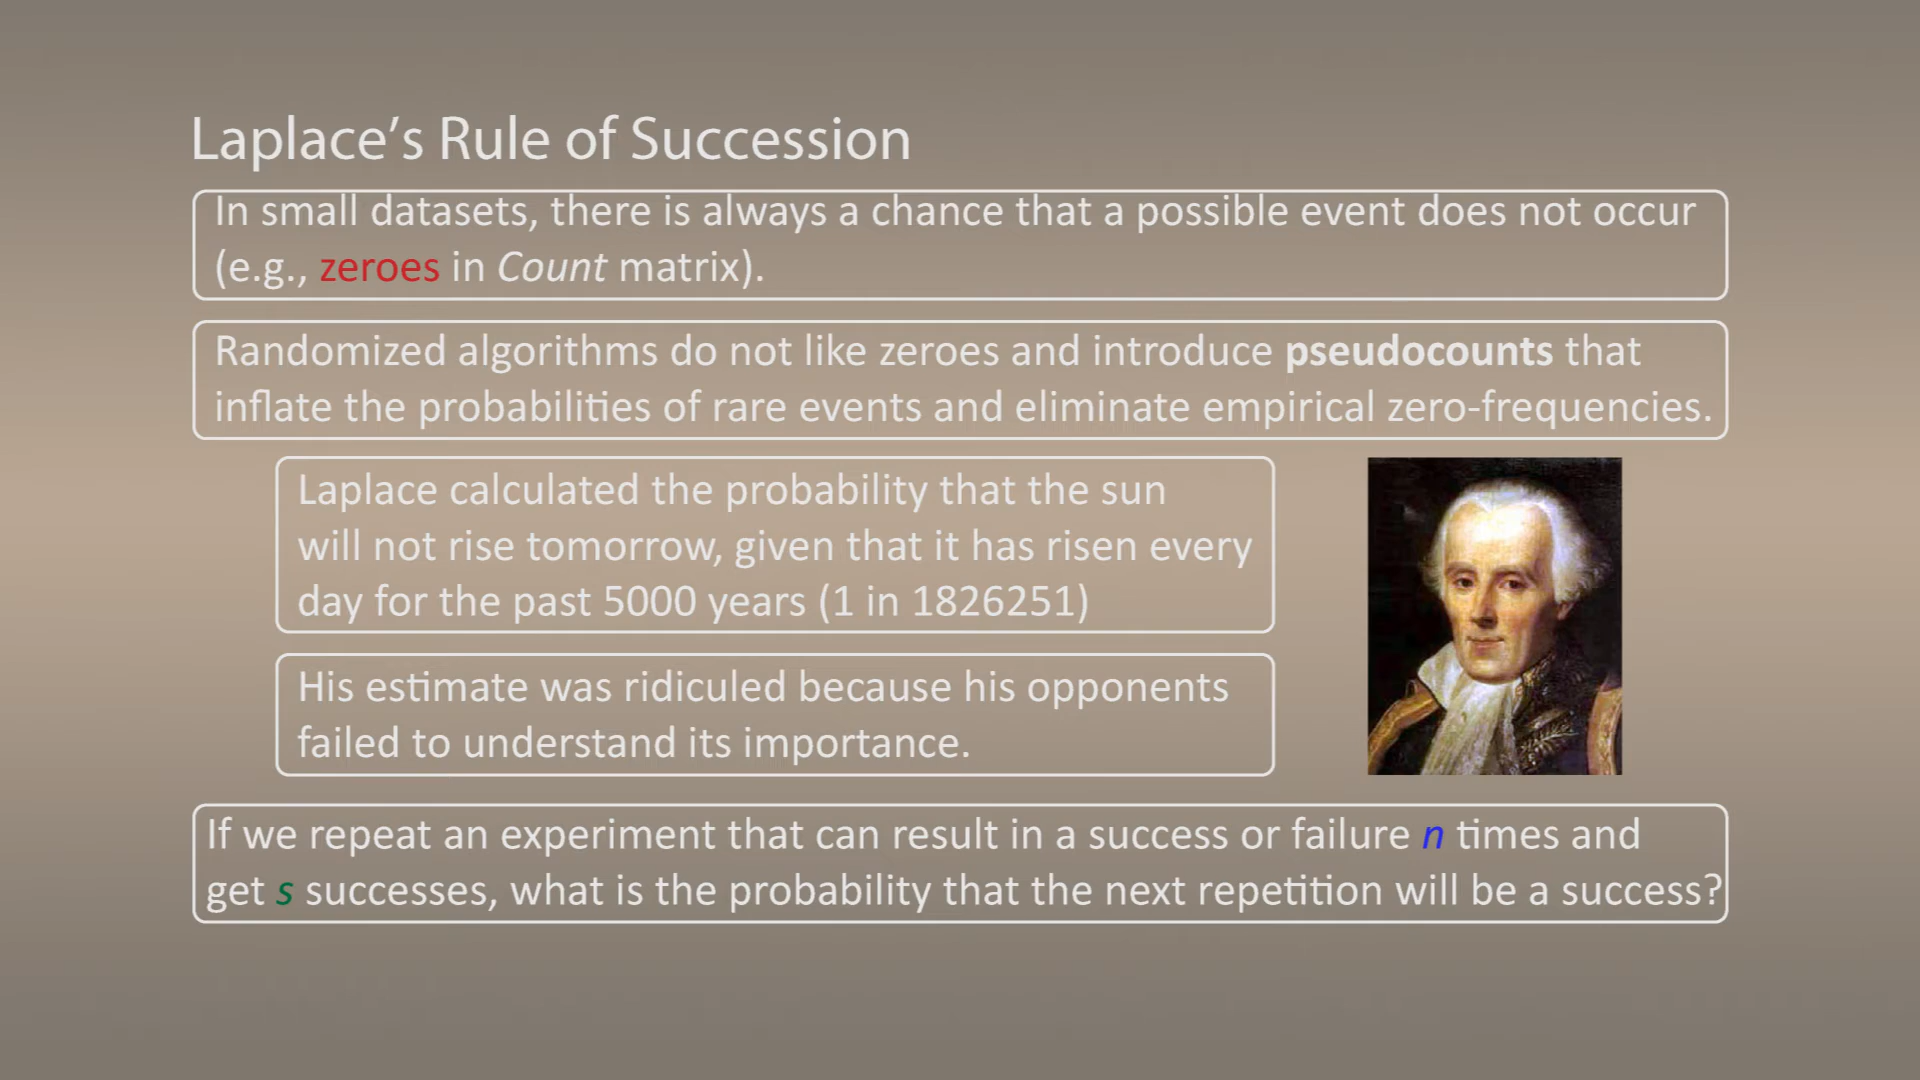 Laplace’s Rule of Succession
In small datasets, there is always a chance that a possible event does not occur
(e.g., zeroes in Count matrix).
Randomized algorithms do not like zeroes and introduce pseudocounts that
inflate the probabilities of rare events and eliminate empirical zero-frequencies.
Laplace calculated the probability that the sun
will not rise tomorrow, given that it has risen every
day for the past 5000 years (1 in 1826251)
His estimate was ridiculed because his opponents
failed to understand its importance.
If we repeat an experiment that can result in a success or failure n times and
get s successes, what is the probability that the next repetition will be a success?